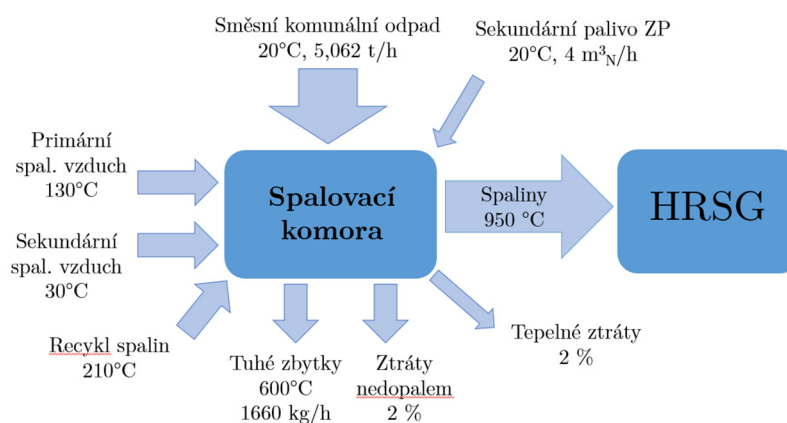 Směsní komunální odpad
20°C, 5,062 t/h
Sekundární palivo ZP
20°C, 4 m³N/h
Primární
spal. vzduch
130°C
Spalovací
komora
Spaliny
950 °C
HRSG
Sekundární
spal. vzduch
30°C
Recykl spalin
210°C
Tuhé zbytky
600°C
1660 kg/h
Ztráty
nedopalem
2 %
Tepelné ztráty
2 %